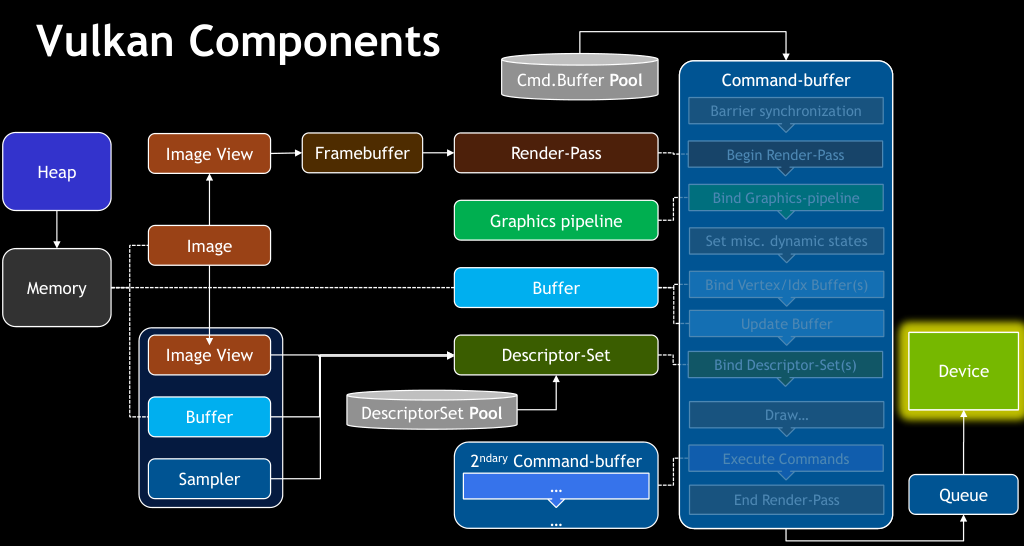 Vulkan Components
Cmd.Buffer Pool
Command-buffer
Barrier synchronization
Begin Render-Pass
Bind Graphics-pipeline
Set misc. dynamic states
Bind Vertex/Idx Buffer(s)
Update Buffer
Bind Descriptor-Set(s)
Draw...
Execute Commands
End Render-Pass
Heap
Memory
Image View
Framebuffer
Render-Pass
Image
Graphics pipeline
Buffer
Image View
Descriptor-Set
Buffer
DescriptorSet Pool
Sampler
2ndary Command-buffer
...
...
Device
Queue